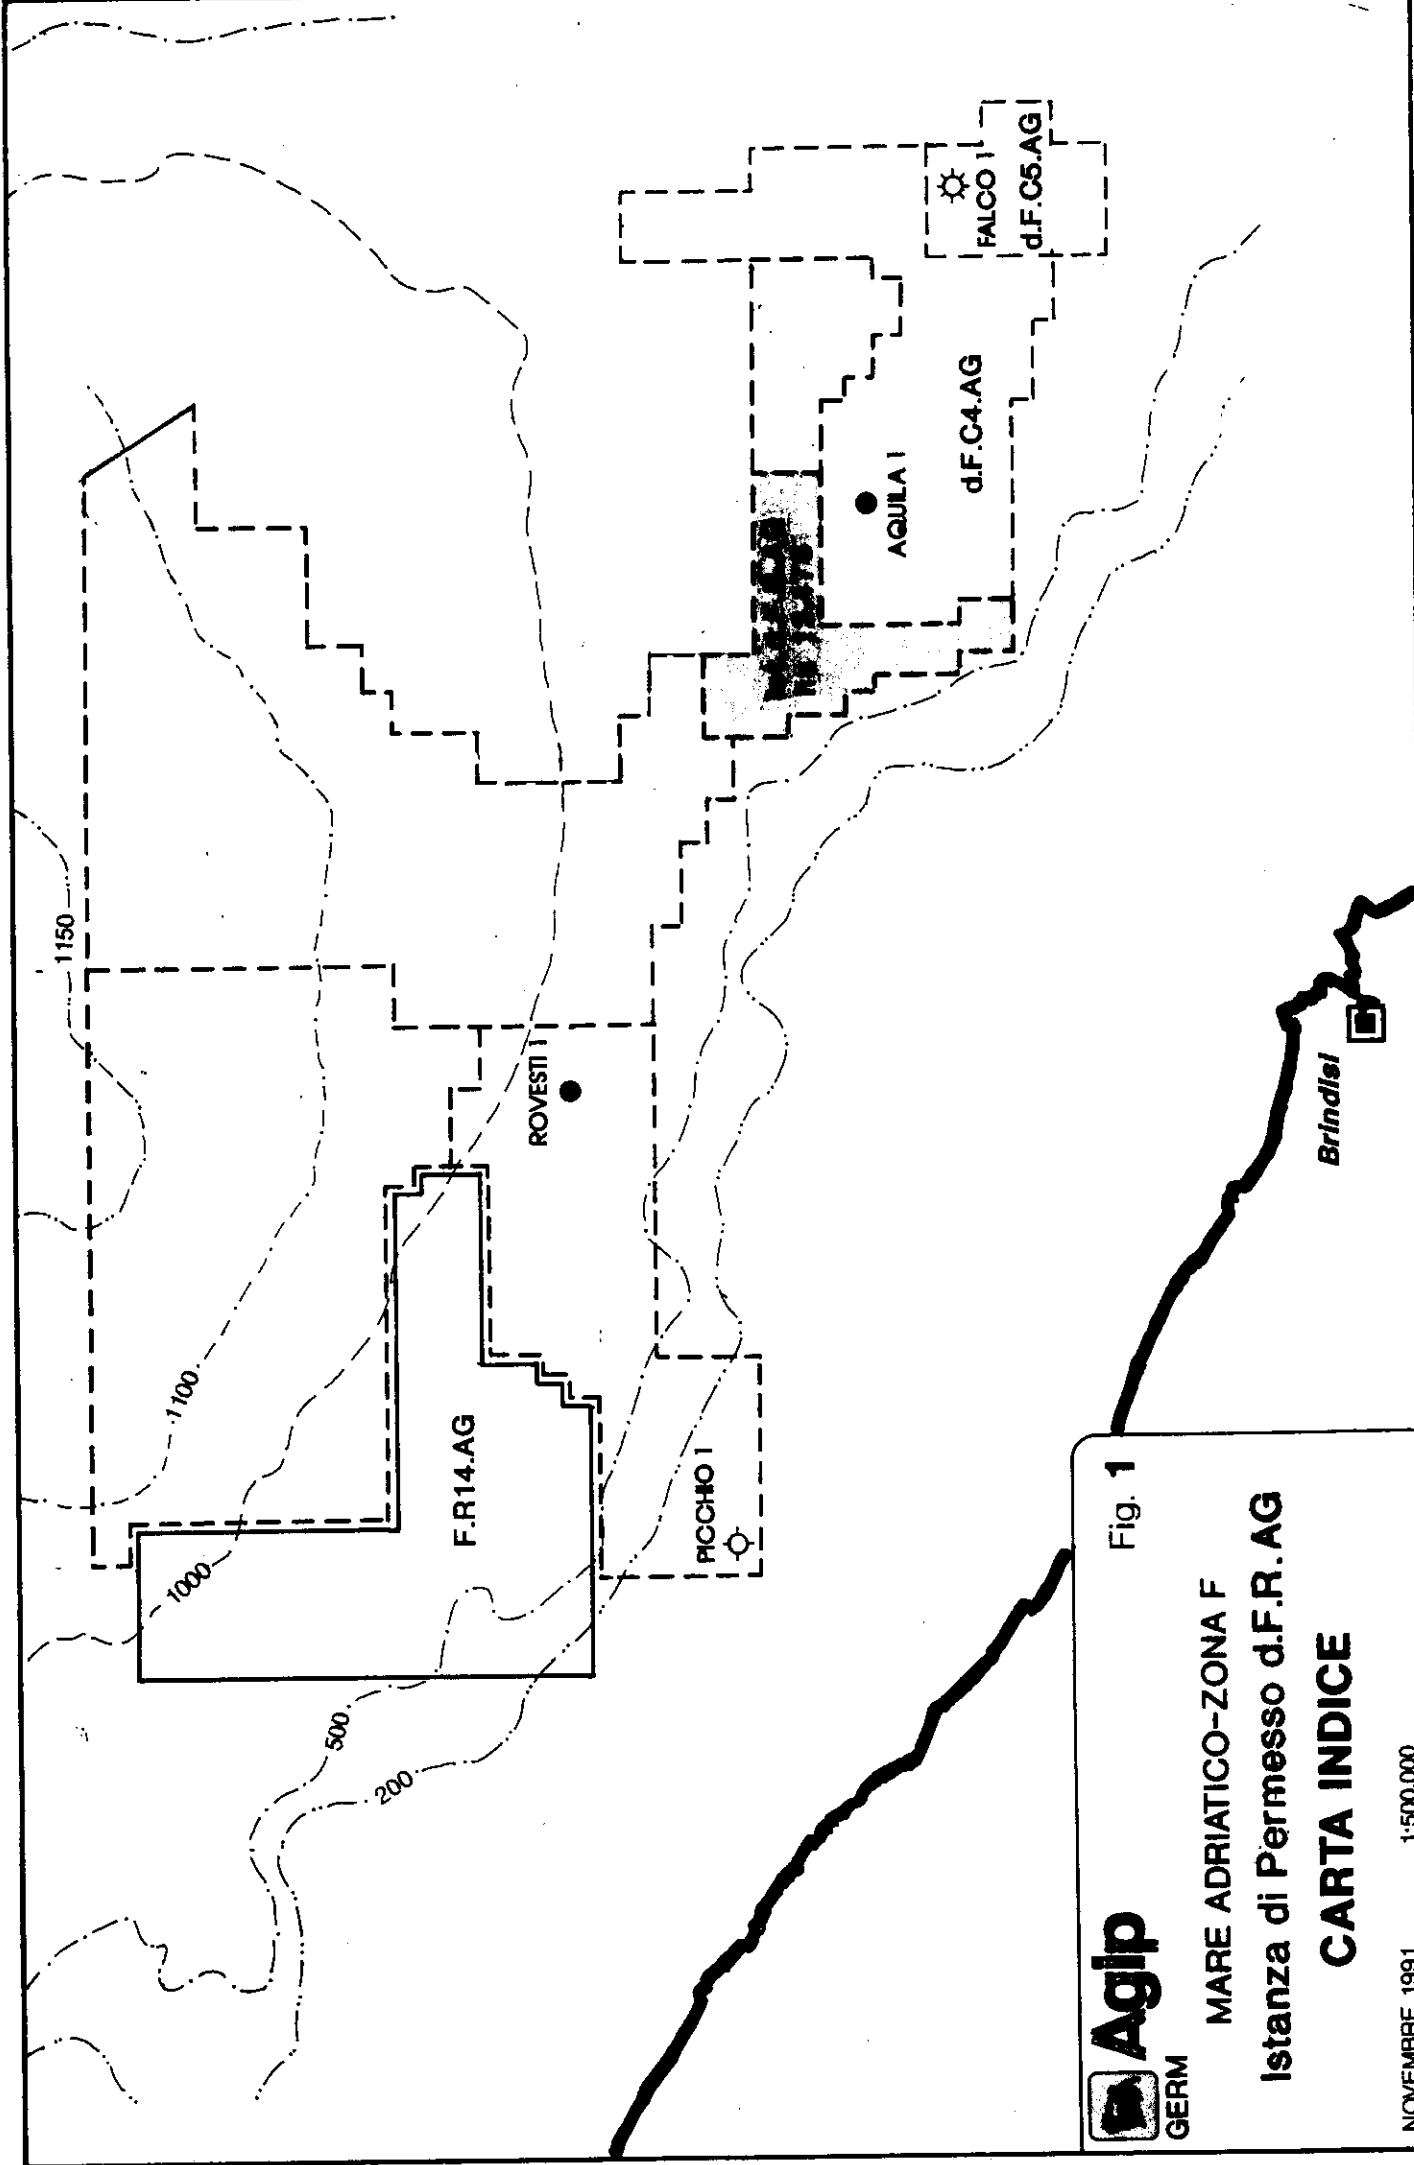 1150
1100
1000
500
200
F.R14.AG
ROVESTI 1
PICCHIO 1
AQUILA 1
d.F.C4.AG
FALCO 1
d.F.C5.AG
Brindisi
Fig. 1
Agip
GERM
MARE ADRIATICO-ZONA F
Istanza di Permesso d.F.R.AG
CARTA INDICE
NOVEMBRE 1991
1:500.000